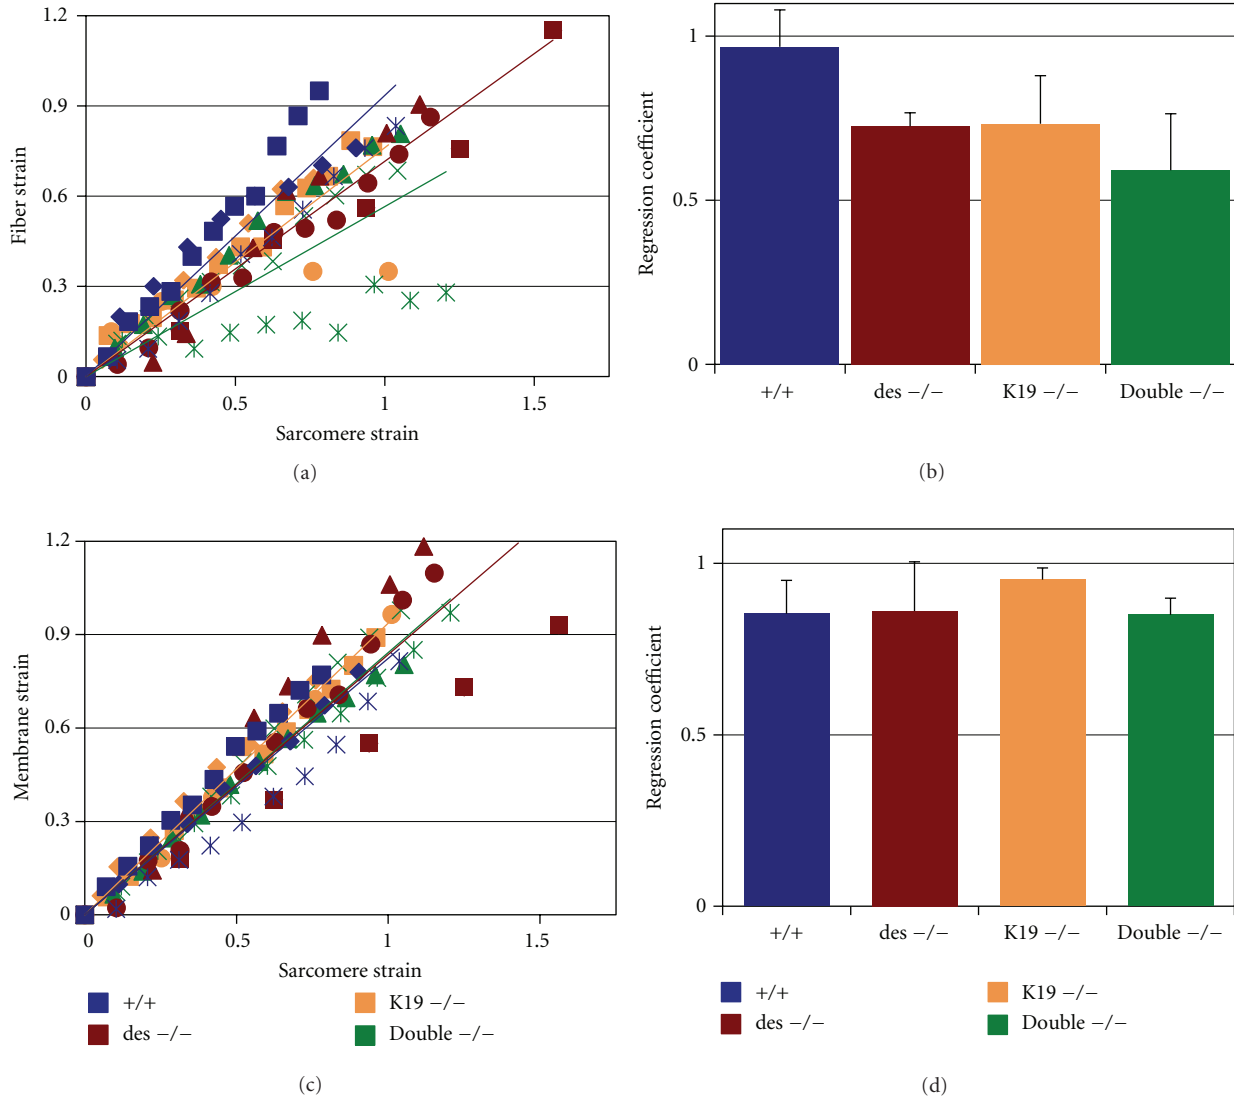 1.2
0.9
0.6
0.3
0
Fiber strain
0
0.5
1
1.5
Sarcomere strain
(a)
1
0.5
0
Regression coefficient
+/+
des −/−
K19 −/−
Double −/−
(b)
1.2
0.9
0.6
0.3
0
Membrane strain
0
0.5
1
1.5
Sarcomere strain
+/+
des −/−
K19 −/−
Double −/−
(c)
1
0.5
0
Regression coefficient
+/+
des −/−
K19 −/−
Double −/−
+/+
des −/−
K19 −/−
Double −/−
(d)